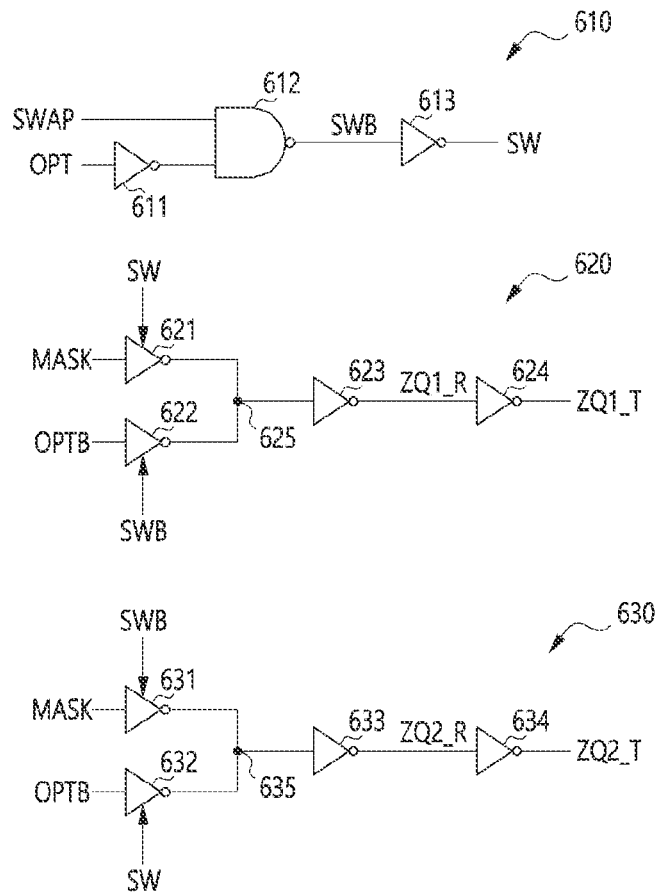 610
612
613
SWAP
SWB
SW
OPT
611
SW
620
621
MASK
623
ZQ1_R
624
ZQ1_T
622
625
OPTB
SWB
SWB
630
631
MASK
633
ZQ2_R
634
ZQ2_T
632
635
OPTB
SW